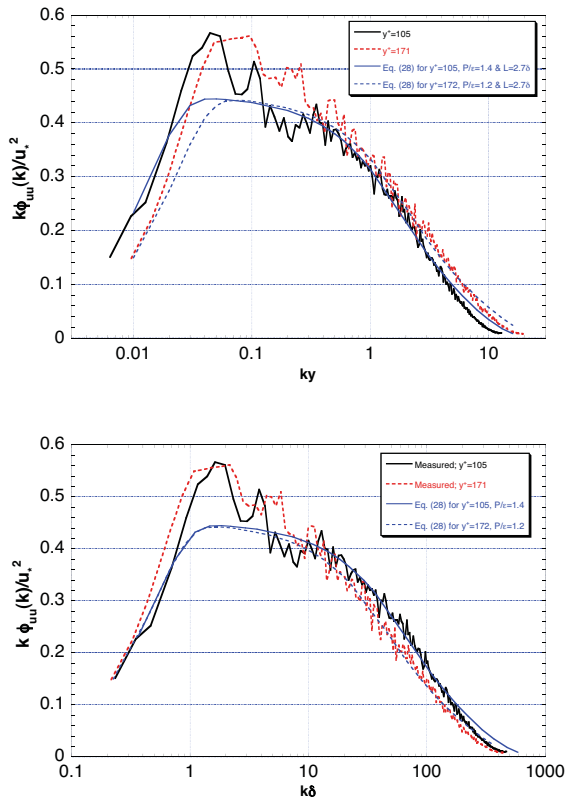 0.6
0.5
0.4
0.3
0.2
0.1
0
0.01
0.1
1
10
kϕuu(k)/u*²
ky
y⁺=105
y⁺=171
Eq. (28) for y⁺=105, P/ε=1.4 & L=2.7δ
Eq. (28) for y⁺=172, P/ε=1.2 & L=2.7δ
0.6
0.5
0.4
0.3
0.2
0.1
0
0.1
1
10
100
1000
k ϕuu(k)/u*²
kδ
Measured; y⁺=105
Measured; y⁺=171
Eq. (28) for y⁺=105, P/ε=1.4
Eq. (28) for y⁺=172, P/ε=1.2